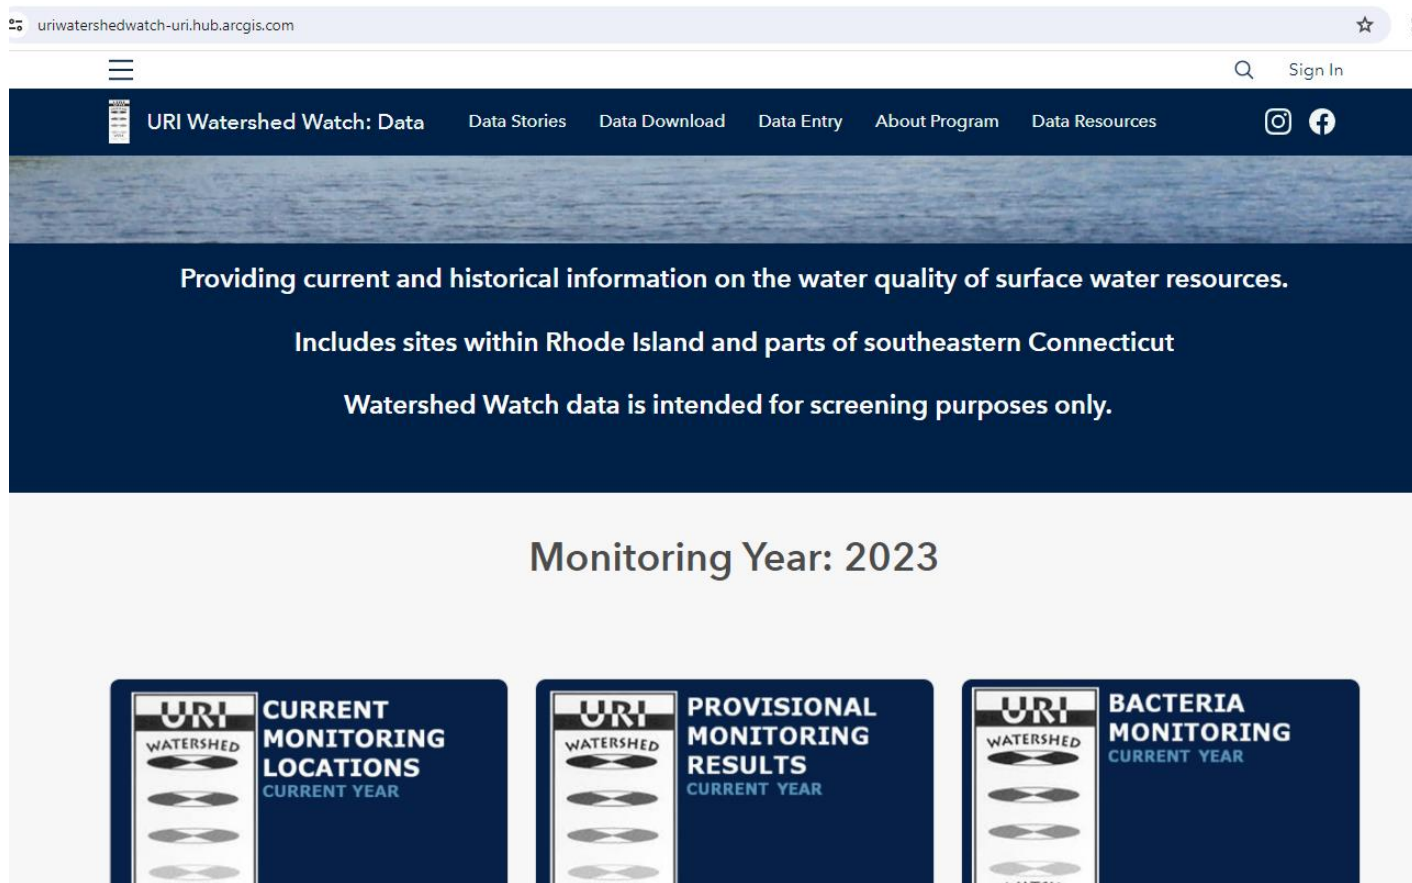 uriwatershedwatch-uri.hub.arcgis.com
Sign In
URI Watershed Watch: Data
Data Stories
Data Download
Data Entry
About Program
Data Resources
Providing current and historical information on the water quality of surface water resources.
Includes sites within Rhode Island and parts of southeastern Connecticut
Watershed Watch data is intended for screening purposes only.
Monitoring Year: 2023
URI
WATERSHED
CURRENT
MONITORING
LOCATIONS
CURRENT YEAR
URI
WATERSHED
PROVISIONAL
MONITORING
RESULTS
CURRENT YEAR
URI
WATERSHED
BACTERIA
MONITORING
CURRENT YEAR